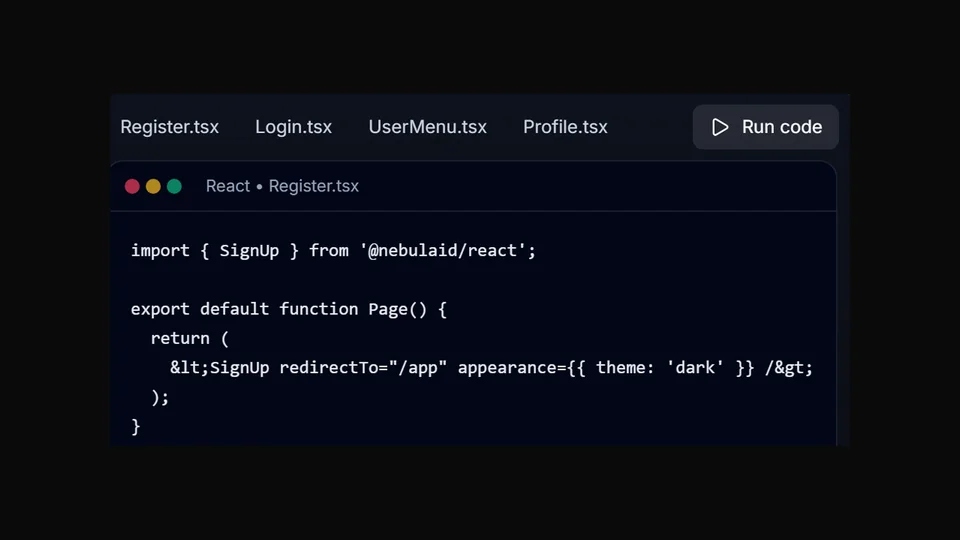 Register.tsx Login.tsx UserMenu.tsx Profile.tsx Run code
React • Register.tsx
import { SignUp } from '@nebulaid/react';

export default function Page() {
  return (
    &lt;SignUp redirectTo="/app" appearance={{ theme: 'dark' }} /&gt;
  );
}